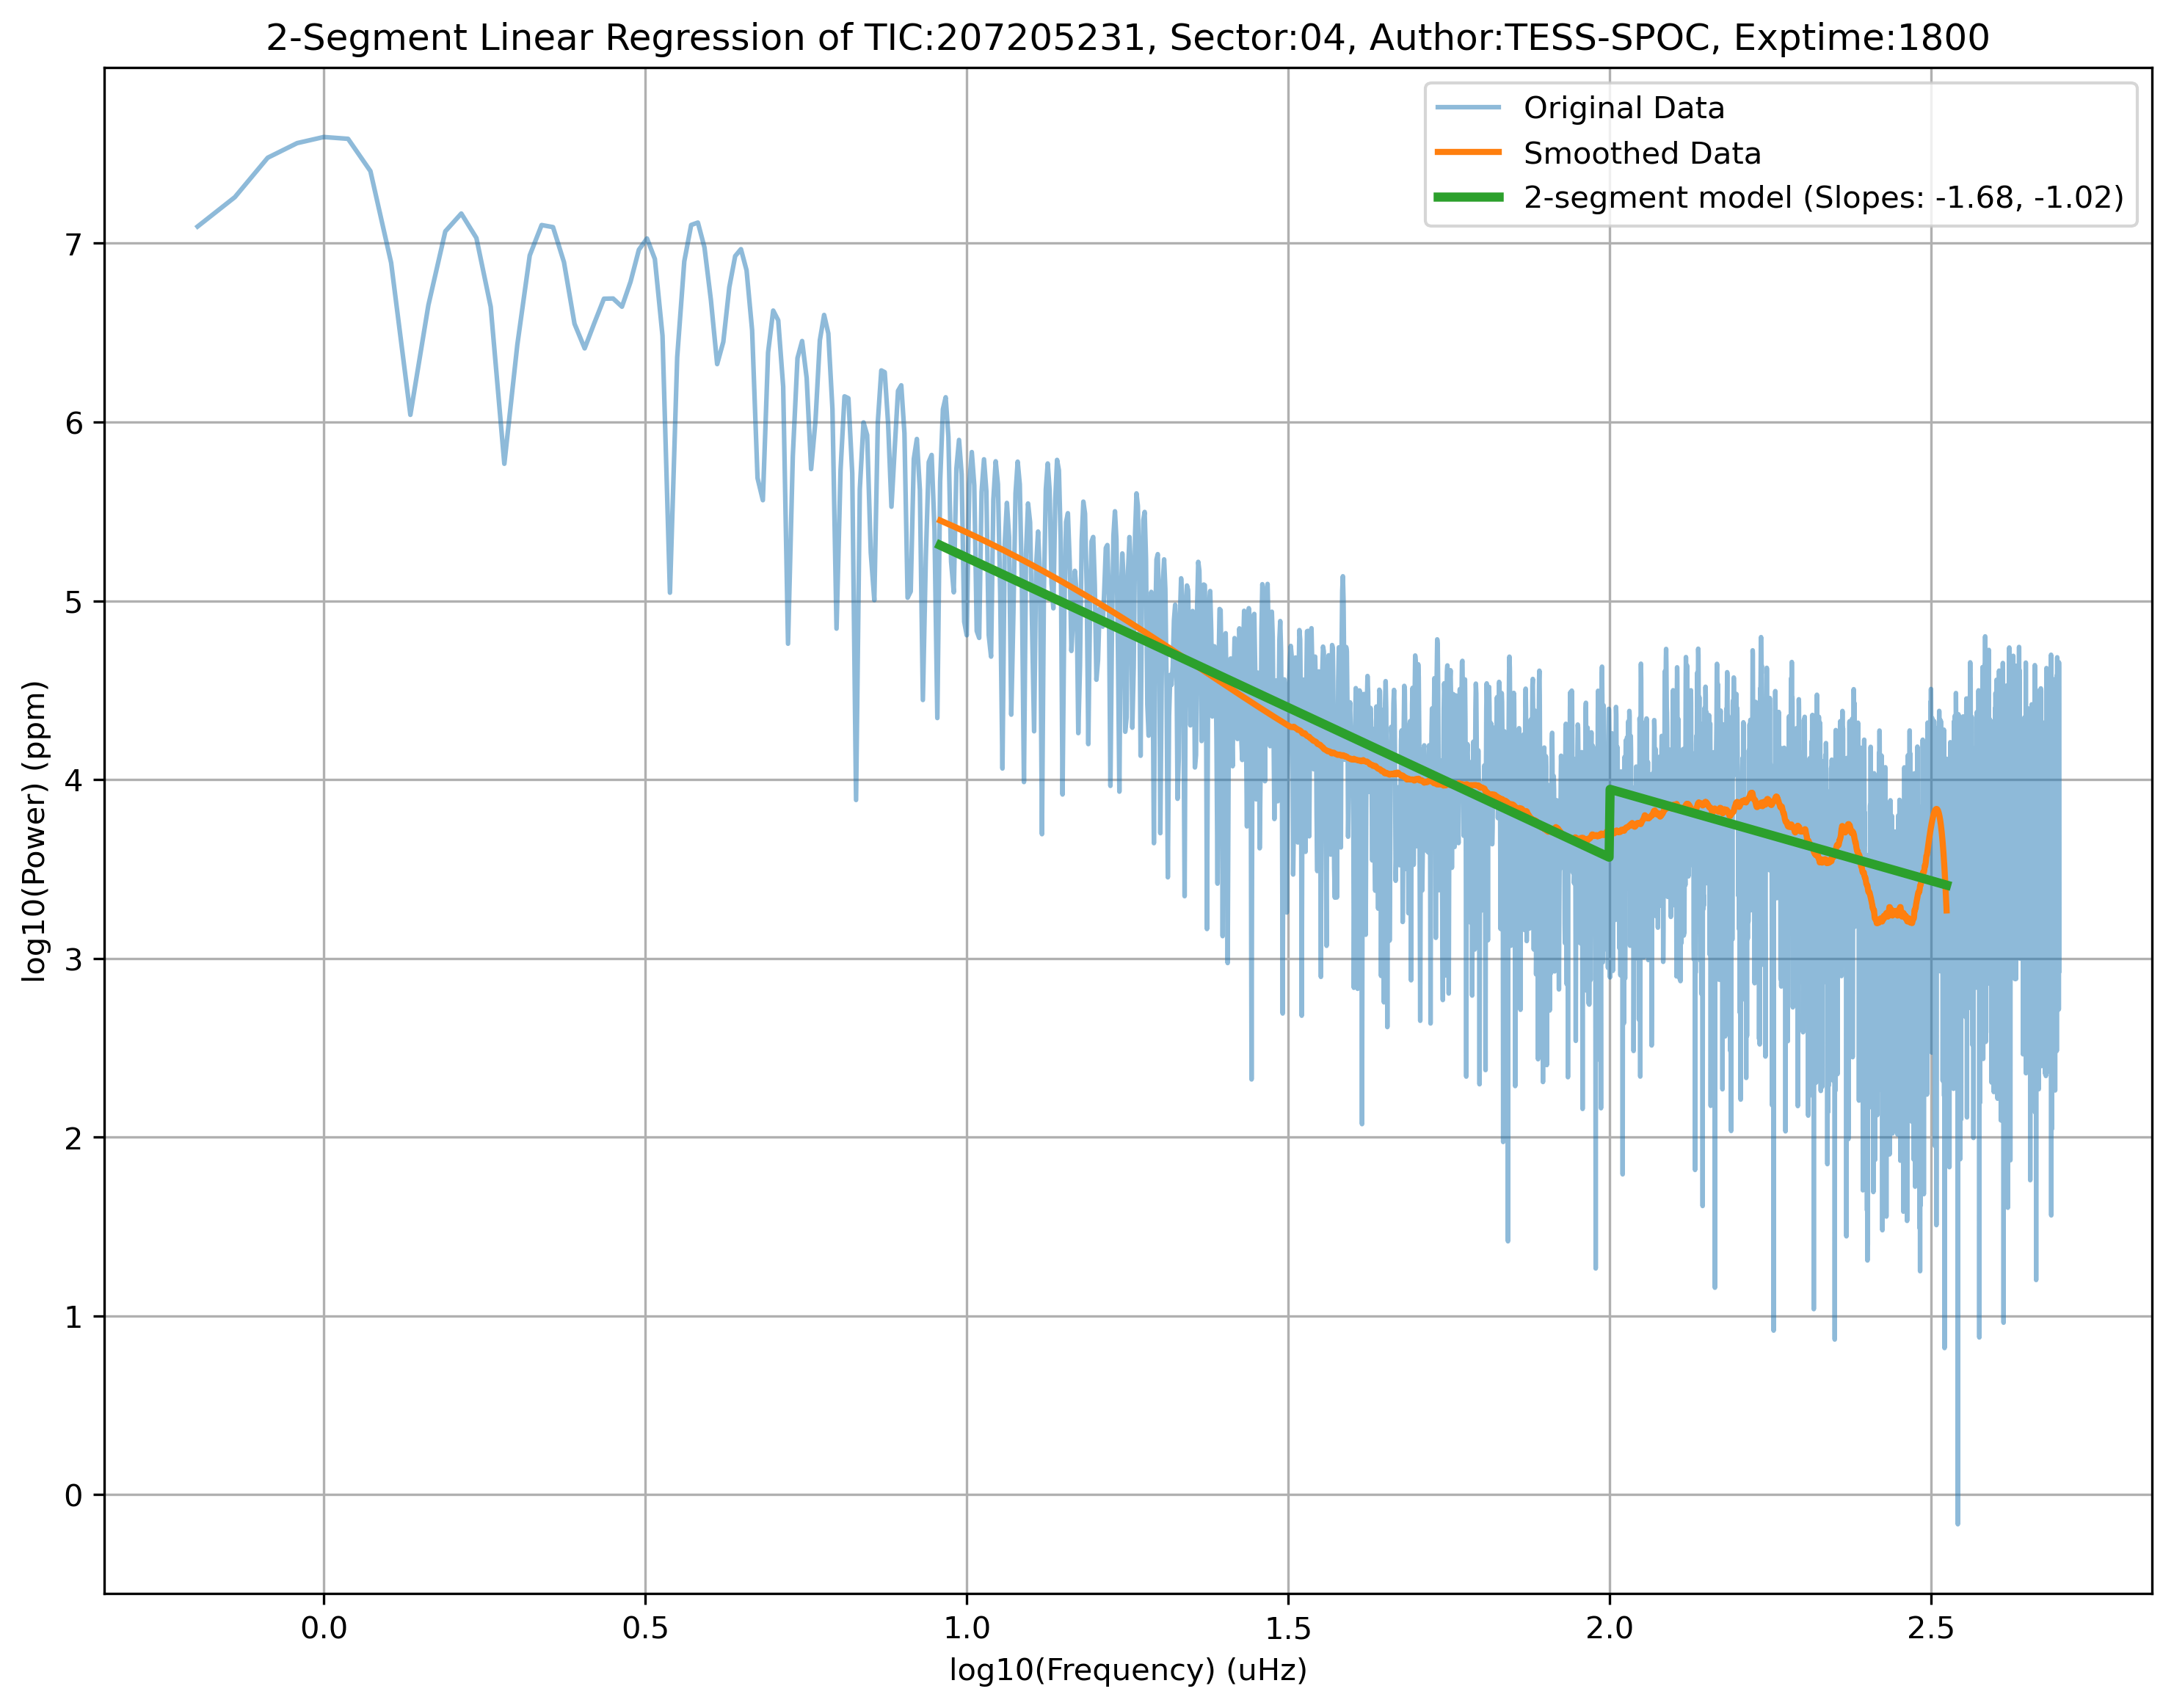 2-Segment Linear Regression of TIC:207205231, Sector:04, Author:TESS-SPOC, Exptime:1800
Original Data
Smoothed Data
2-segment model (Slopes: -1.68, -1.02)
log10(Power) (ppm)
7
6
5
4
3
2
1
0
0.0 0.5 1.0 1.5 2.0 2.5
log10(Frequency) (uHz)